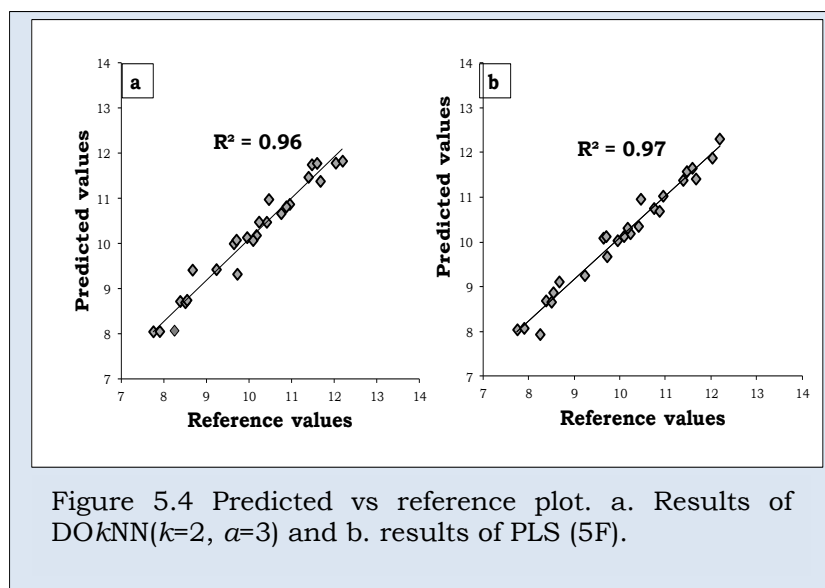 a
R² = 0.96
Predicted values
14
13
12
11
10
9
8
7
7 8 9 10 11 12 13 14
Reference values
b
R² = 0.97
Predicted values
14
13
12
11
10
9
8
7
7 8 9 10 11 12 13 14
Reference values
Figure 5.4 Predicted vs reference plot. a. Results of
DOkNN(k=2, a=3) and b. results of PLS (5F).